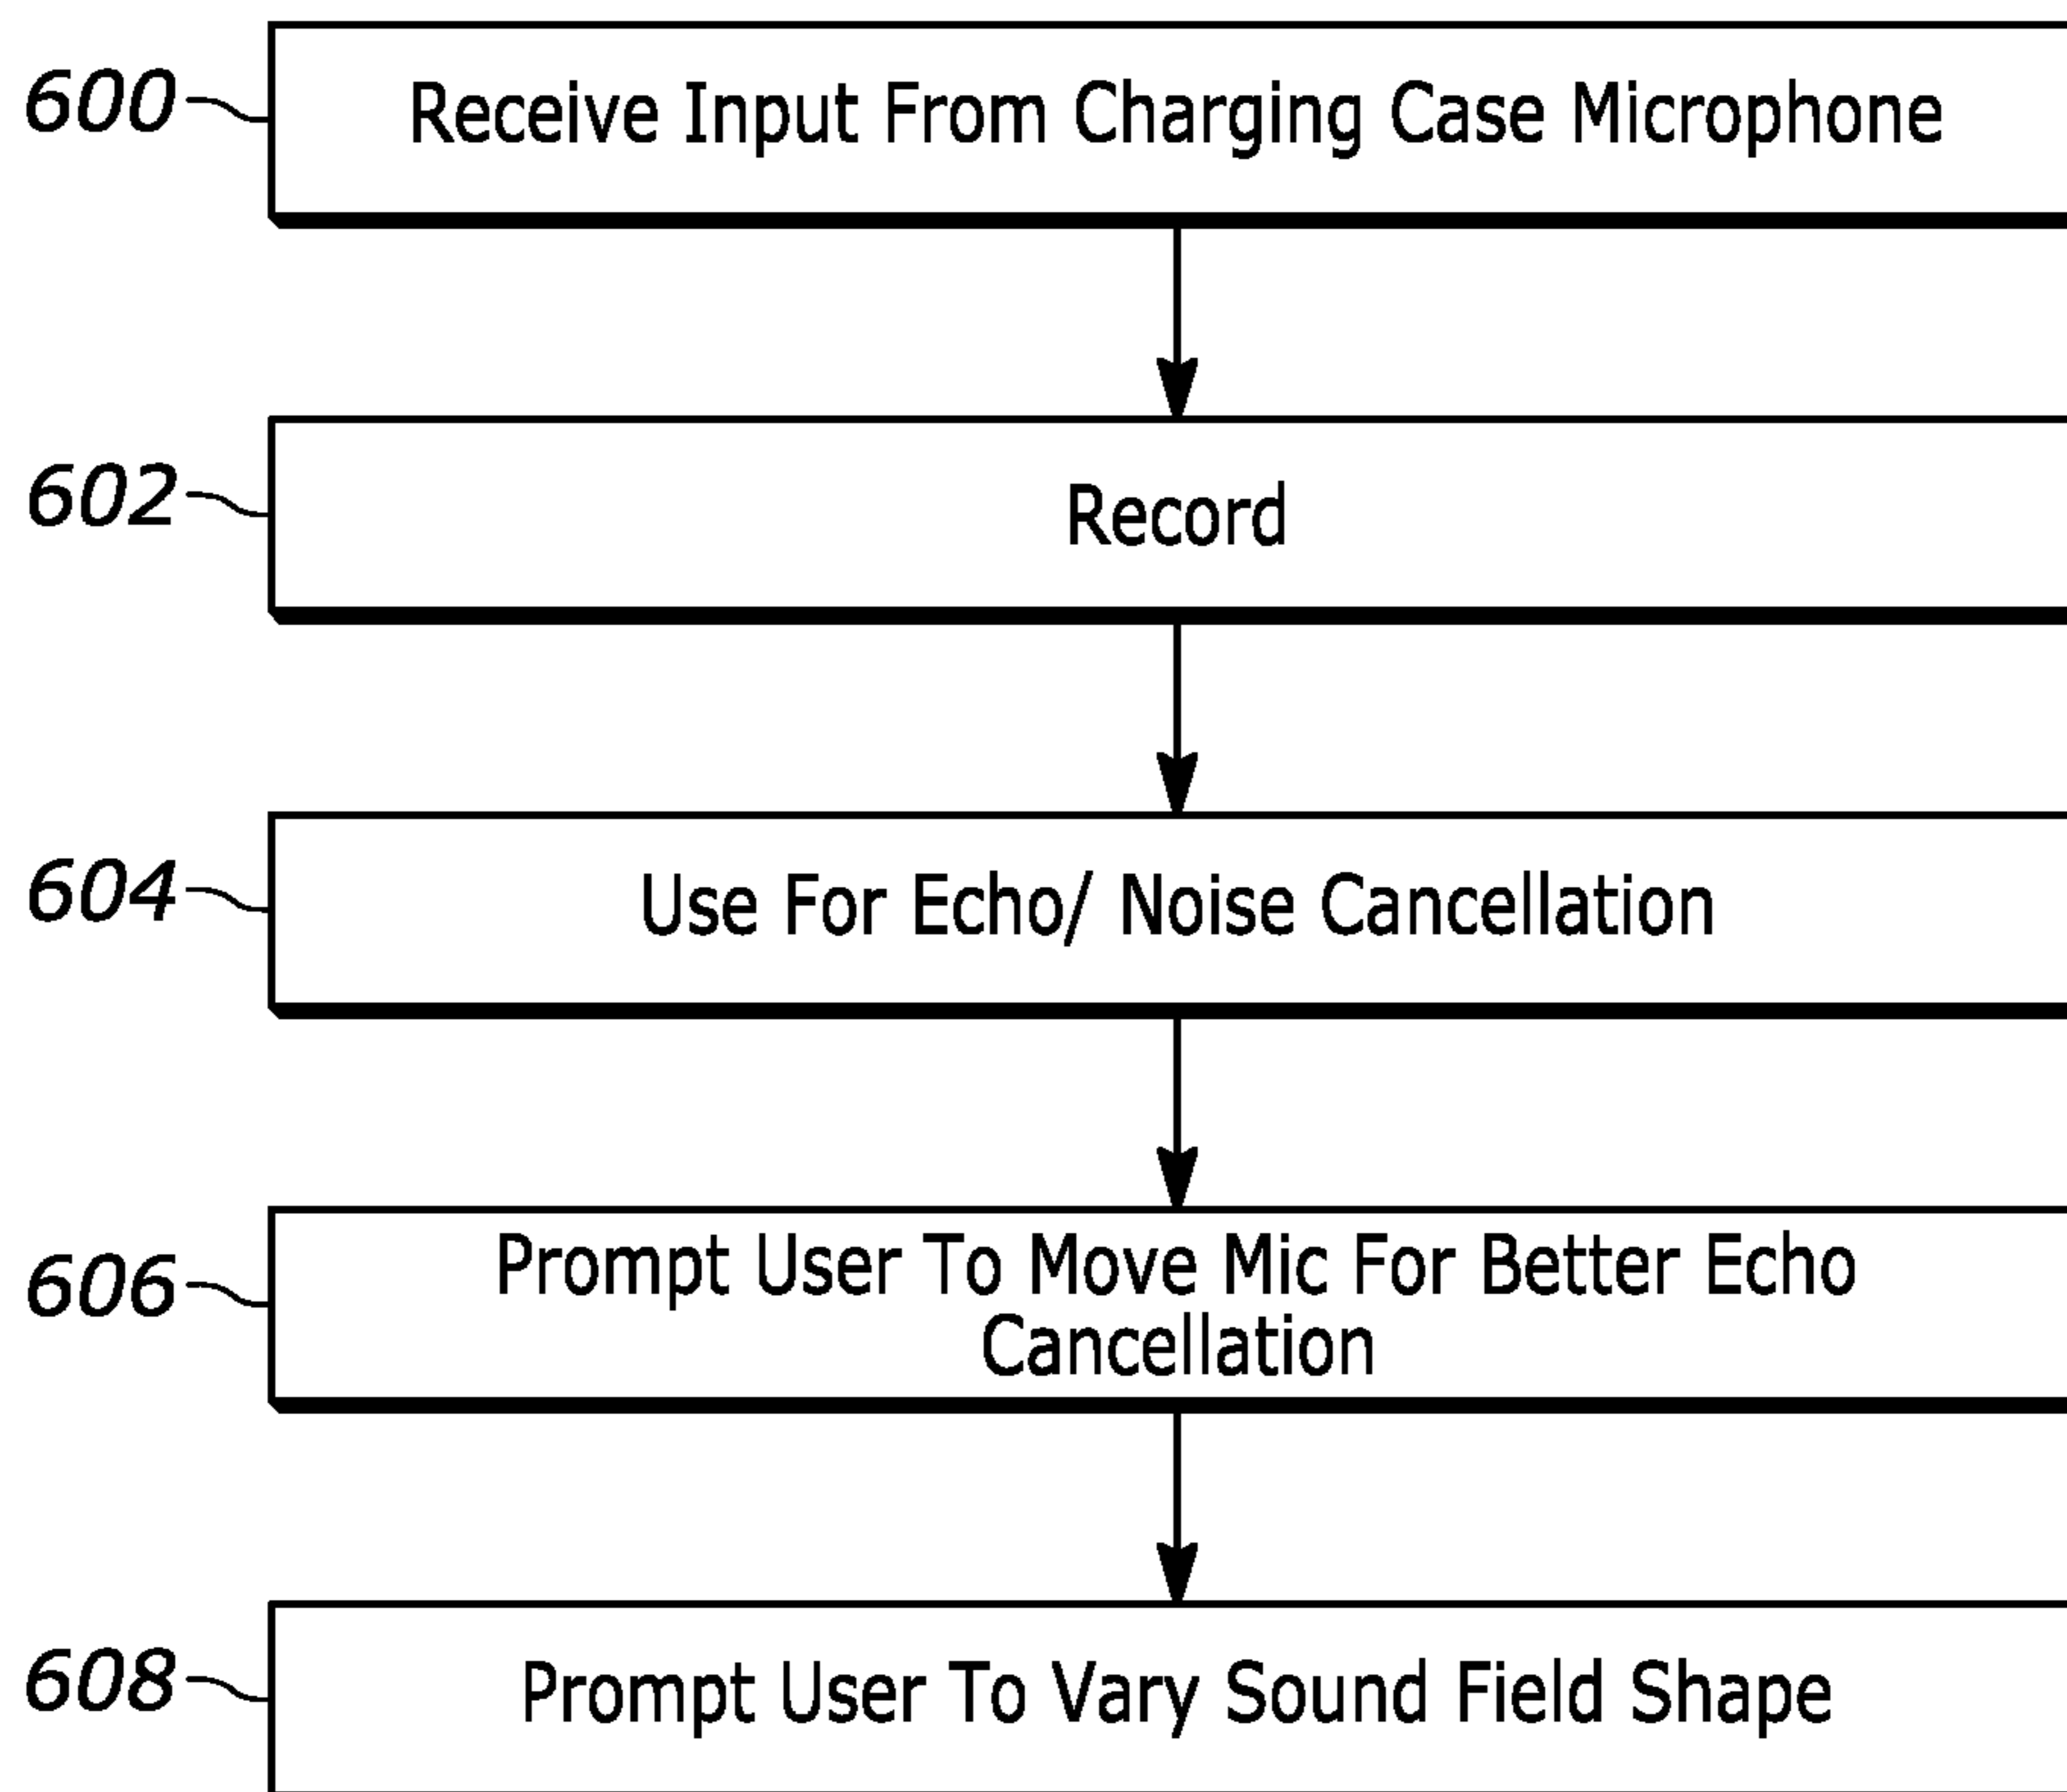 600 Receive Input From Charging Case Microphone
602 Record
604 Use For Echo/ Noise Cancellation
606 Prompt User To Move Mic For Better Echo
Cancellation
608 Prompt User To Vary Sound Field Shape